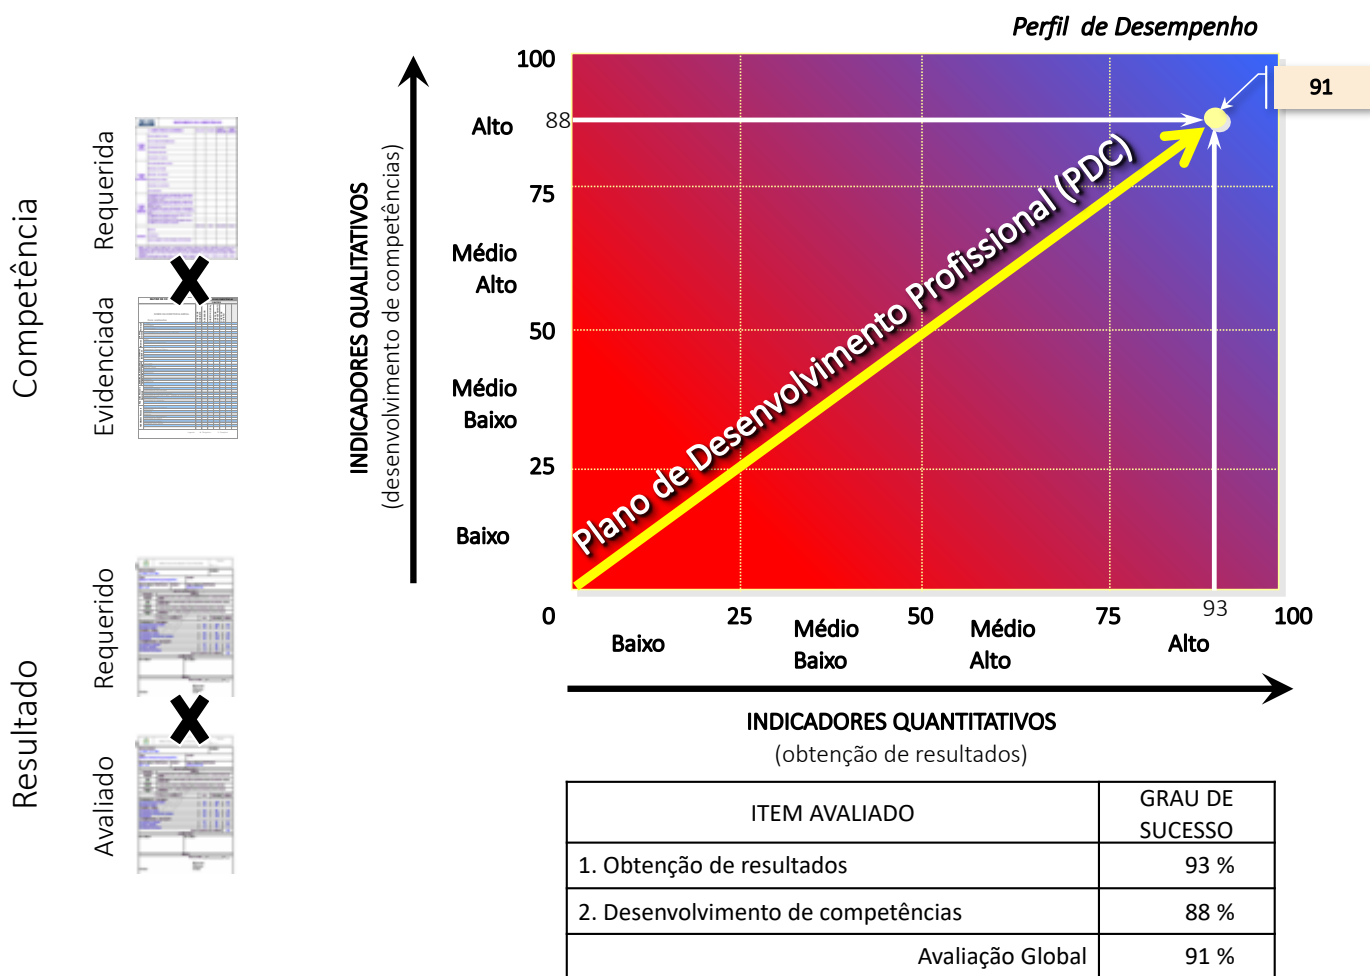 Perfil de Desempenho
100
91
Alto
88
75
Médio
Alto
50
Médio
Baixo
25
Baixo
INDICADORES QUALITATIVOS
(desenvolvimento de competências)
Plano de Desenvolvimento Profissional (PDC)
Competência
Requerida
Evidenciada
Resultado
Requerido
Avaliado
0
25
50
75
93
100
Baixo
Médio
Baixo
Médio
Alto
Alto
INDICADORES QUANTITATIVOS
(obtenção de resultados)
ITEM AVALIADO
GRAU DE
SUCESSO
1. Obtenção de resultados
93 %
2. Desenvolvimento de competências
88 %
Avaliação Global
91 %